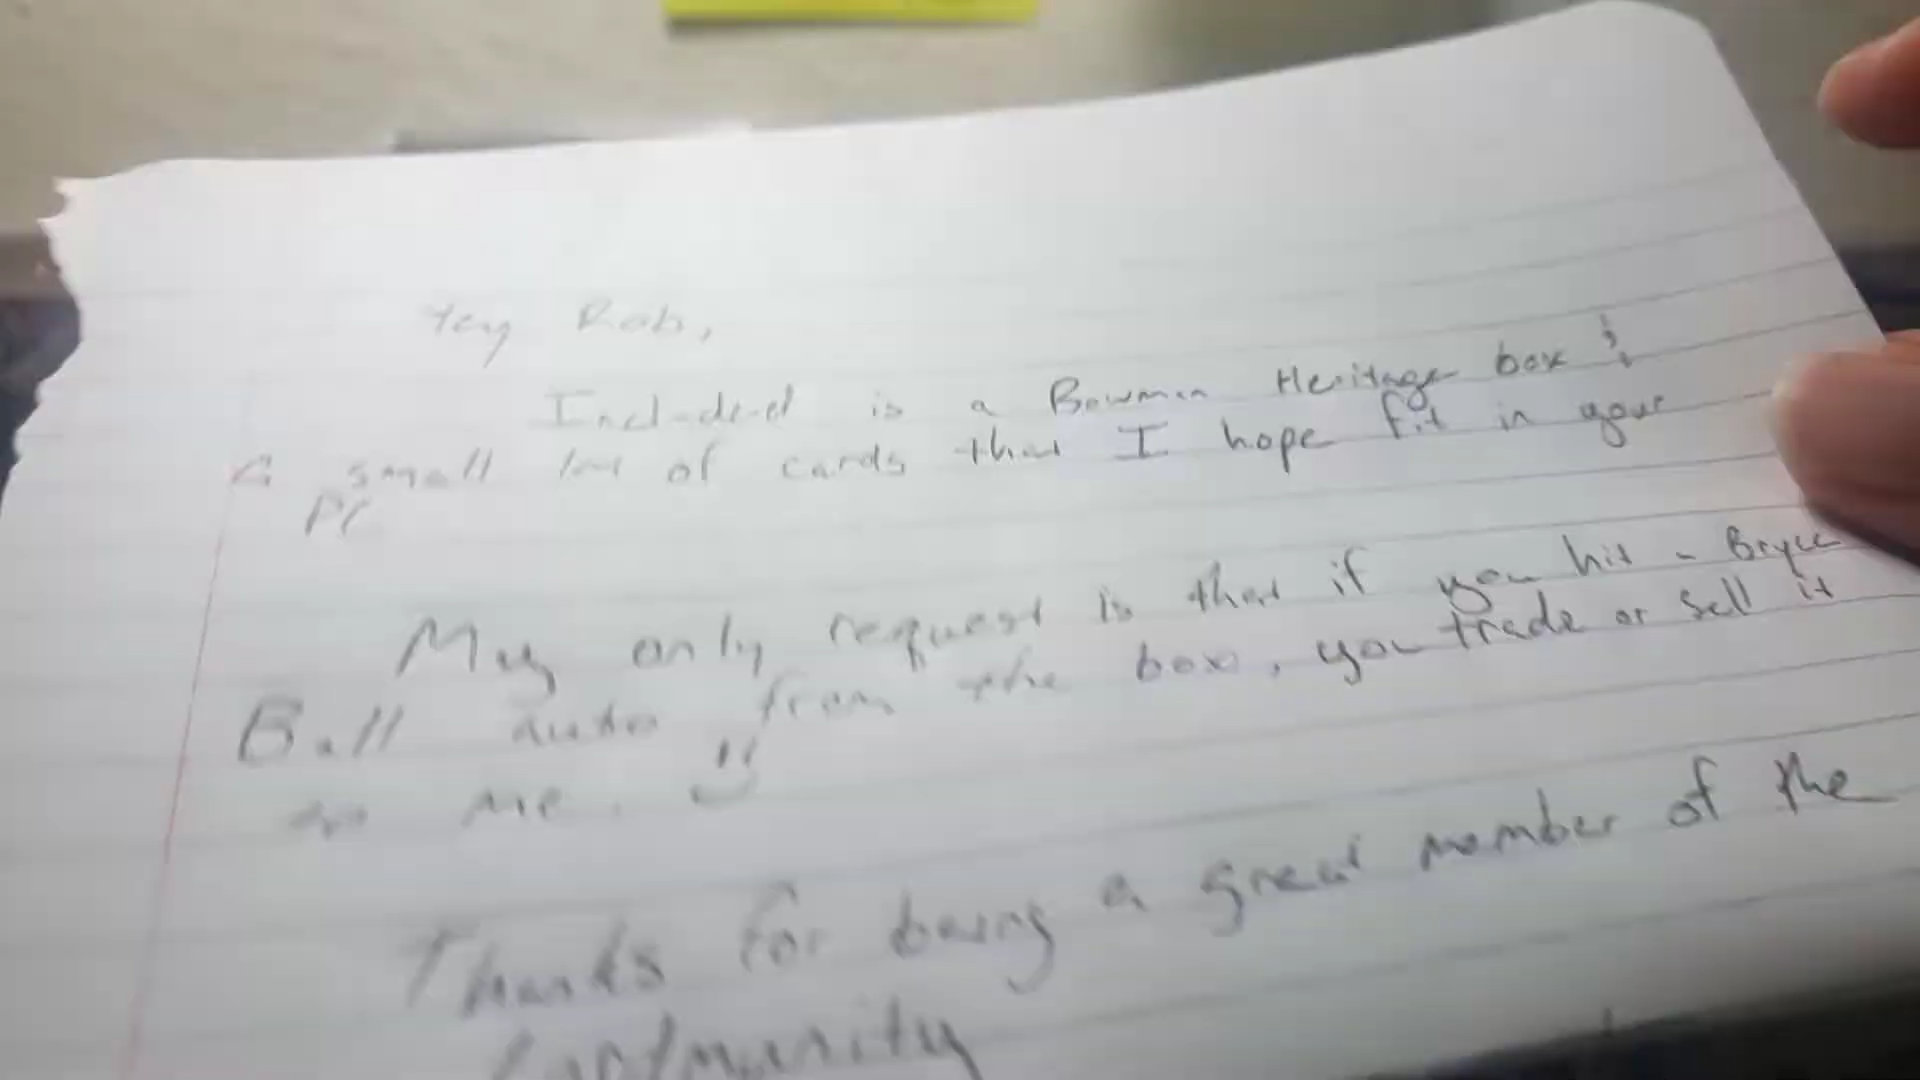 Hey Rob,
Included is a Bowman Heritage box &
a small lot of cards that I hope fit in your
PC
My only request is that if you hit a Bryce
Ball auto from the box, you trade or sell it
to me. :)
Thanks for being a great member of the
community